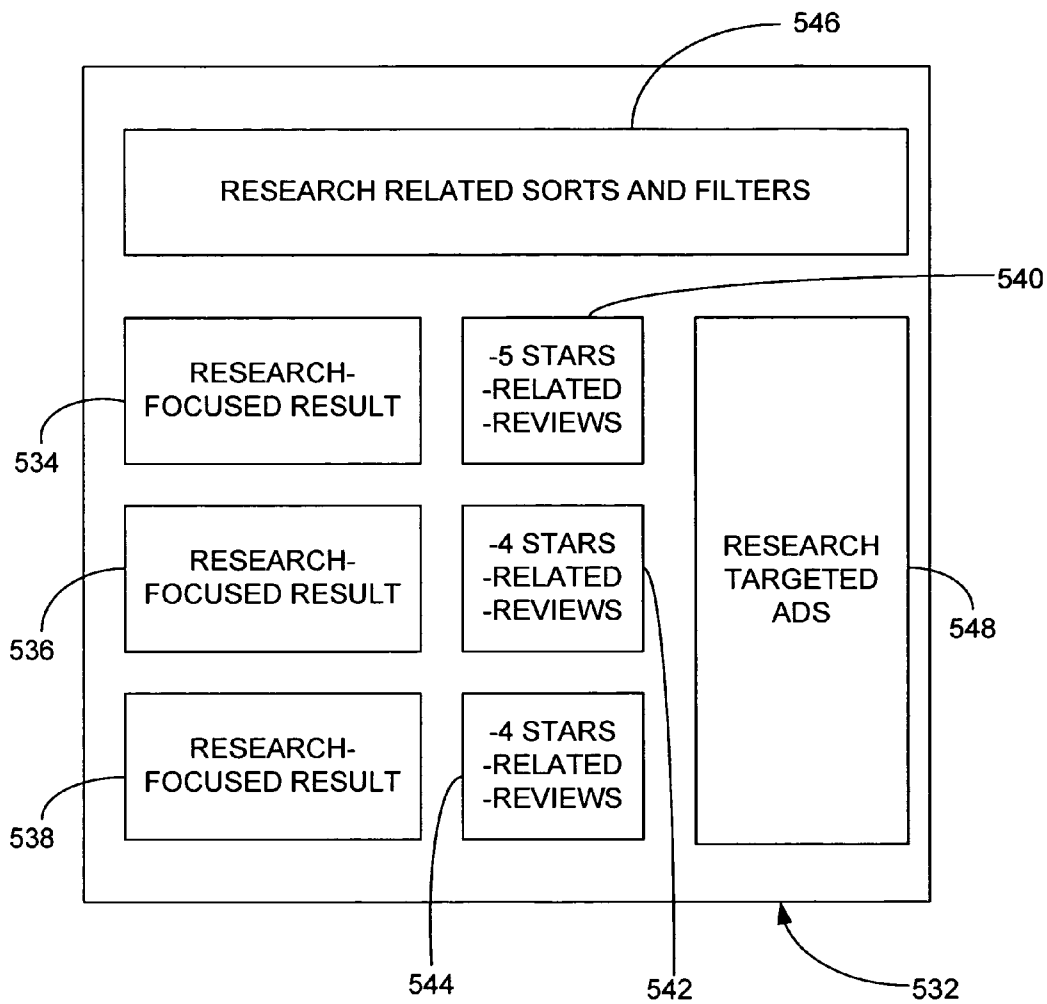 546
RESEARCH RELATED SORTS AND FILTERS
540
RESEARCH-
FOCUSED RESULT
-5 STARS
-RELATED
-REVIEWS
534
RESEARCH-
FOCUSED RESULT
-4 STARS
-RELATED
-REVIEWS
RESEARCH
TARGETED
ADS
536
548
RESEARCH-
FOCUSED RESULT
-4 STARS
-RELATED
-REVIEWS
538
544
542
532